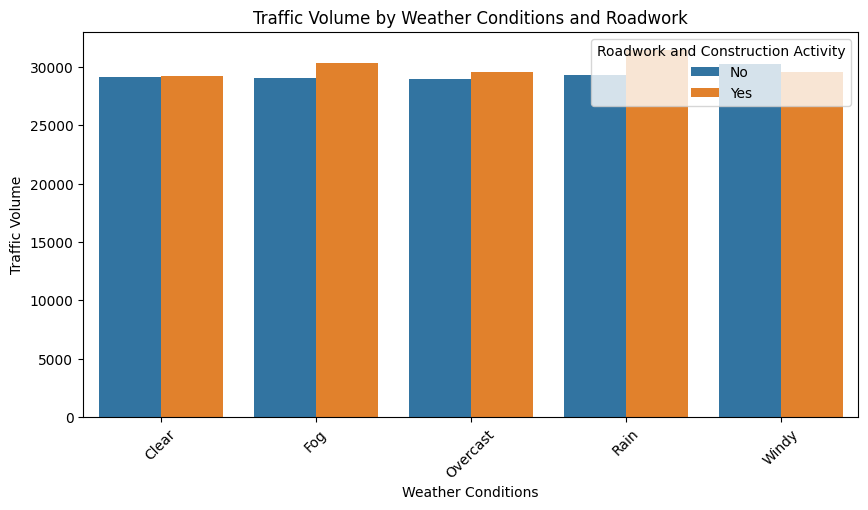 Traffic Volume by Weather Conditions and Roadwork
Roadwork and Construction Activity
No
Yes
30000
25000
20000
15000
10000
5000
0
Traffic Volume
Clear
Fog
Overcast
Rain
Windy
Weather Conditions